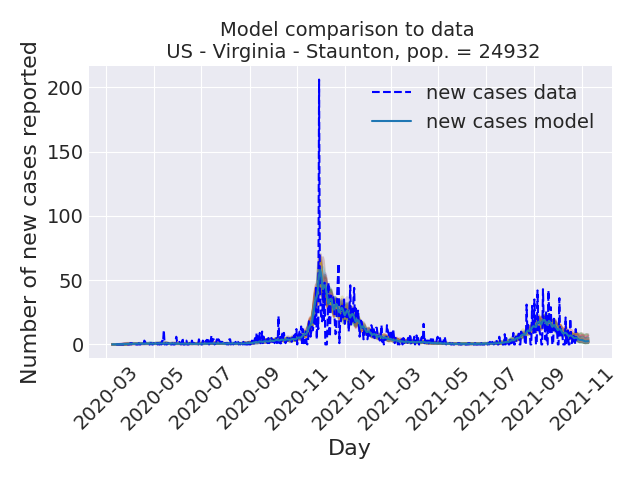 Model comparison to data
US - Virginia - Staunton, pop. = 24932
Number of new cases reported
200
150
100
50
0
new cases data
new cases model
2020-03
2020-05
2020-07
2020-09
2020-11
2021-01
2021-03
2021-05
2021-07
2021-09
2021-11
Day